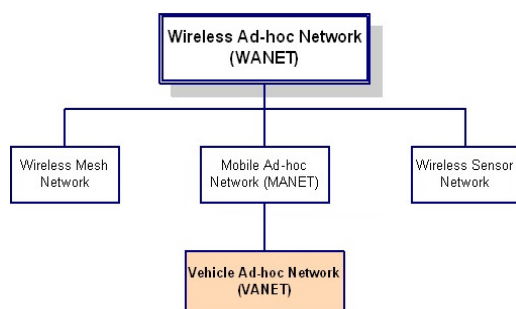 Wireless Ad-hoc Network
(WANET)
Wireless Mesh
Network
Mobile Ad-hoc
Network (MANET)
Wireless Sensor
Network
Vehicle Ad-hoc Network
(VANET)